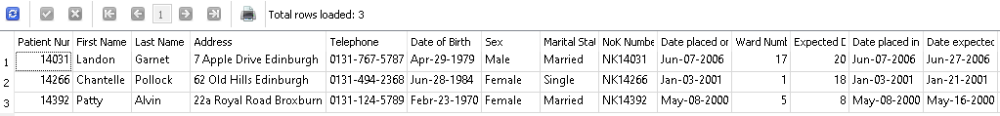 1 Total rows loaded: 3
Patient Nur First Name Last Name Address Telephone Date of Birth Sex Marital Stat NoK Numbe Date placed or Ward Numb Expected D Date placed in Date expected
1 14031 Landon Garnet 7 Apple Drive Edinburgh 0131-767-5787 Apr-29-1979 Male Married NK14031 Jun-07-2006 17 20 Jun-07-2006 Jun-27-2006
2 14266 Chantelle Pollock 62 Old Hills Edinburgh 0131-494-2368 Jun-28-1984 Female Single NK14266 Jan-03-2001 1 18 Jan-03-2001 Jan-21-2001
3 14392 Patty Alvin 22a Royal Road Broxburn 0131-124-5789 Febr-23-1970 Female Married NK14392 May-08-2000 5 8 May-08-2000 May-16-2000